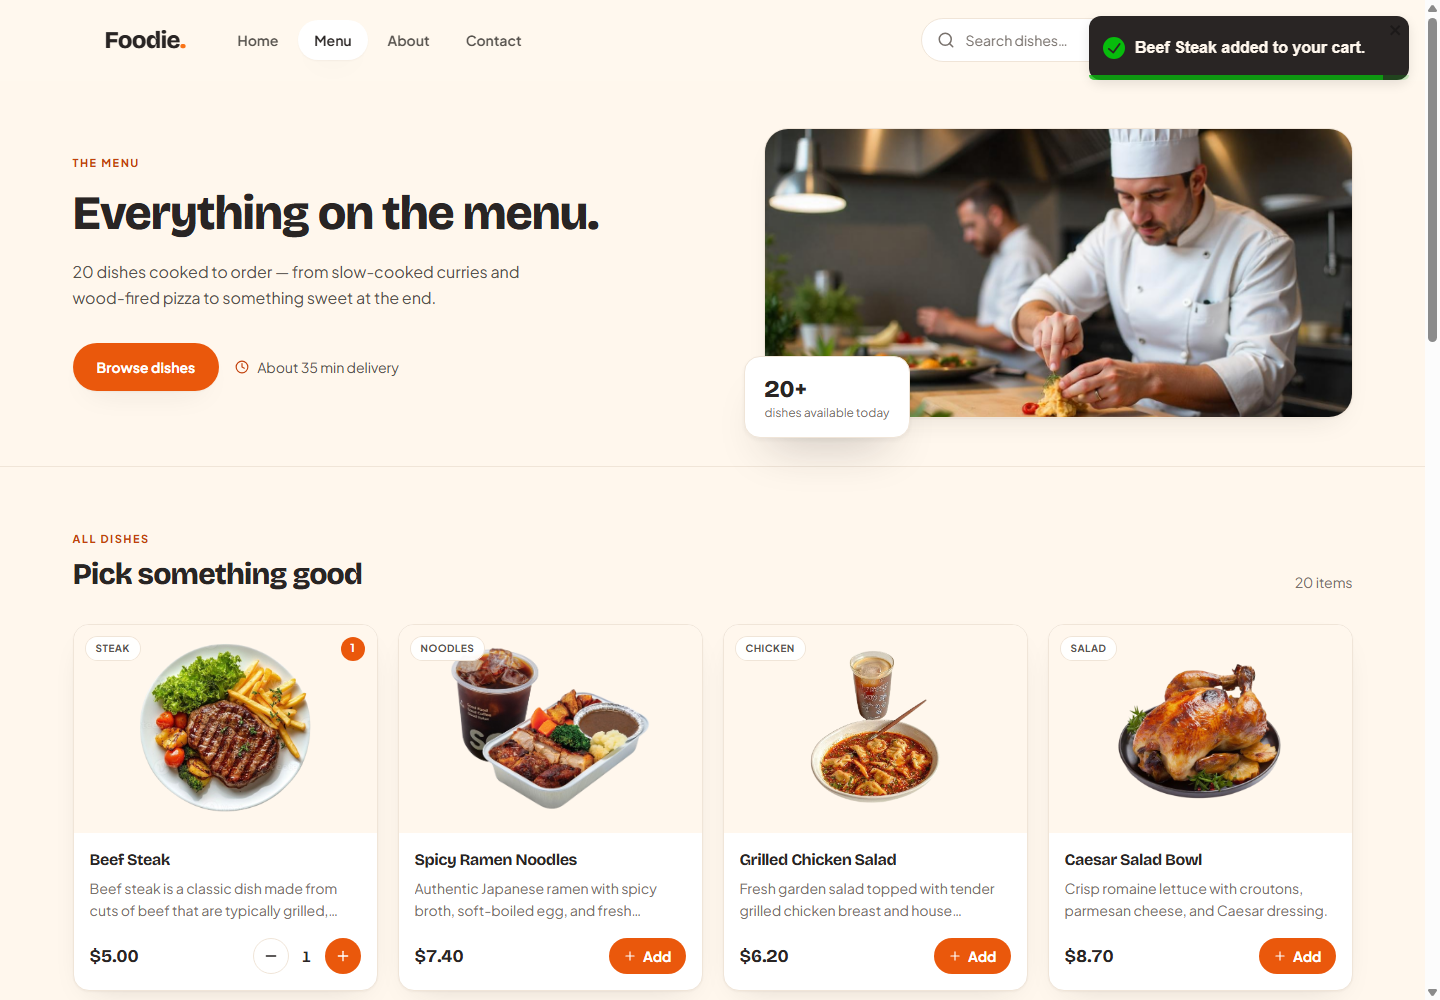 Foodie.
Home
Menu
About
Contact
Search dishes...
Beef Steak added to your cart.
THE MENU
Everything on the menu.
20 dishes cooked to order — from slow-cooked curries and
wood-fired pizza to something sweet at the end.
Browse dishes
About 35 min delivery
20+
dishes available today
ALL DISHES
Pick something good
20 items
STEAK
1
NOODLES
CHICKEN
SALAD
Beef Steak
Beef steak is a classic dish made from
cuts of beef that are typically grilled,...
$5.00
1
Spicy Ramen Noodles
Authentic Japanese ramen with spicy
broth, soft-boiled egg, and fresh...
$7.40
Add
Grilled Chicken Salad
Fresh garden salad topped with tender
grilled chicken breast and house...
$6.20
Add
Caesar Salad Bowl
Crisp romaine lettuce with croutons,
parmesan cheese, and Caesar dressing.
$8.70
Add